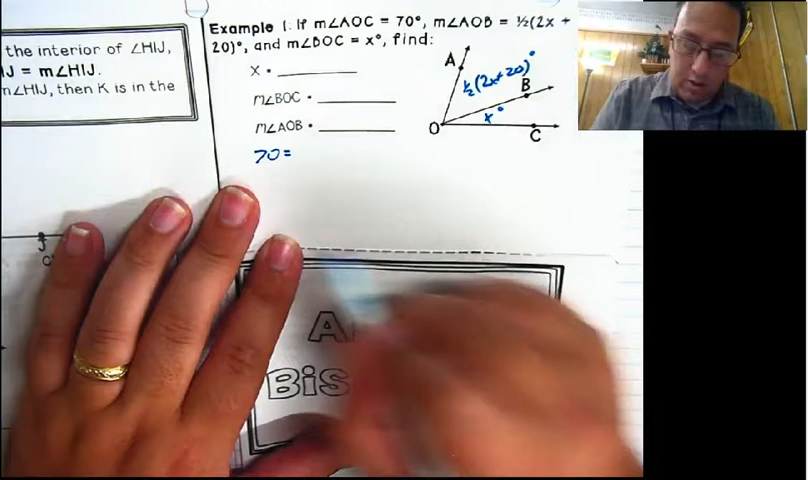 the interior of ∠HIJ,
IJ = m∠HIJ.
m∠HIJ, then K is in the
Example 1: If m∠AOC = 70°, m∠AOB = ½(2x +
20)°, and m∠BOC = x°, find:
x =
m∠BOC =
m∠AOB =
70 =
A
½(2x+20)°
B
x°
O
C
A
Bis